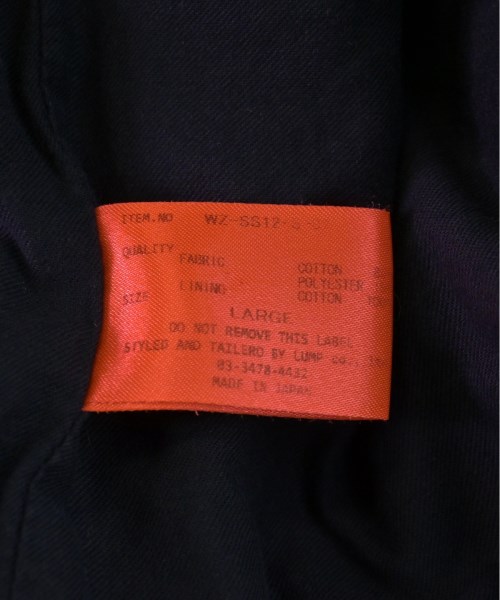 ITEM.NO WZ-SS12-S-
QUALITY FABRIC COTTON
POLYESTER
LINING COTTON
SIZE LARGE
DO NOT REMOVE THIS LABEL
STYLED AND TAILERD BY LUMP co.,
03-3478-4432
MADE IN JAPAN